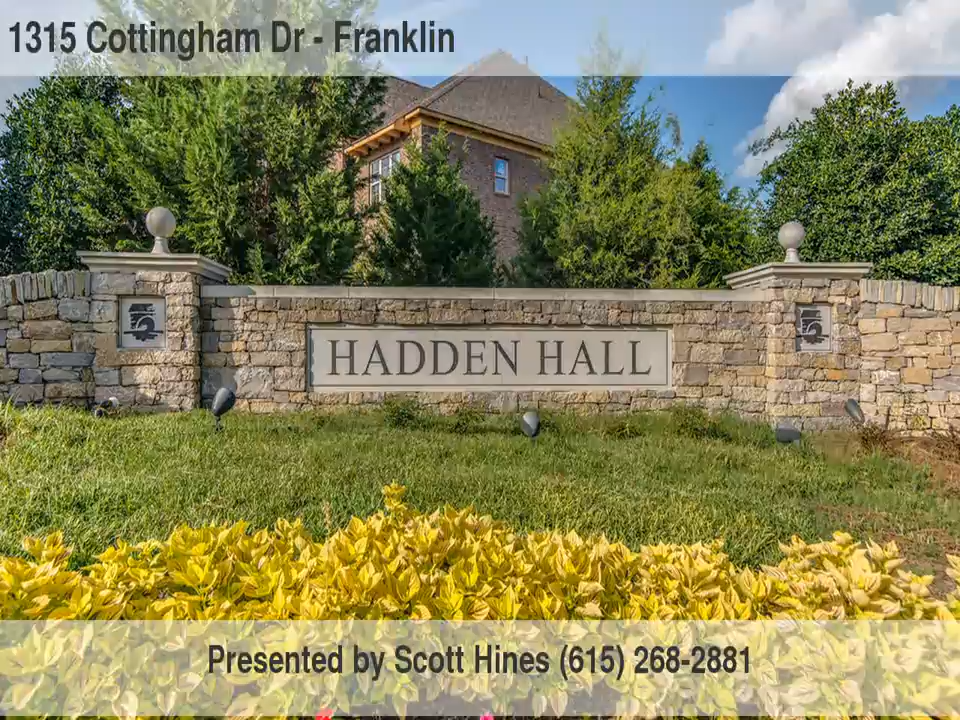 1315 Cottingham Dr - Franklin
HADDEN HALL
Presented by Scott Hines (615) 268-2881